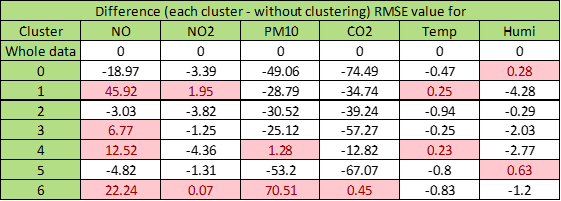 Difference (each cluster - without clustering) RMSE value for
Cluster NO NO2 PM10 CO2 Temp Humi
Whole data 0 0 0 0 0 0
0 -18.97 -3.39 -49.06 -74.49 -0.47 0.28
1 45.92 1.95 -28.79 -34.74 0.25 -4.28
2 -3.03 -3.82 -30.52 -39.24 -0.94 -0.29
3 6.77 -1.25 -25.12 -57.27 -0.25 -2.03
4 12.52 -4.36 1.28 -12.82 0.23 -2.77
5 -4.82 -1.31 -53.2 -67.07 -0.8 0.63
6 22.24 0.07 70.51 0.45 -0.83 -1.2